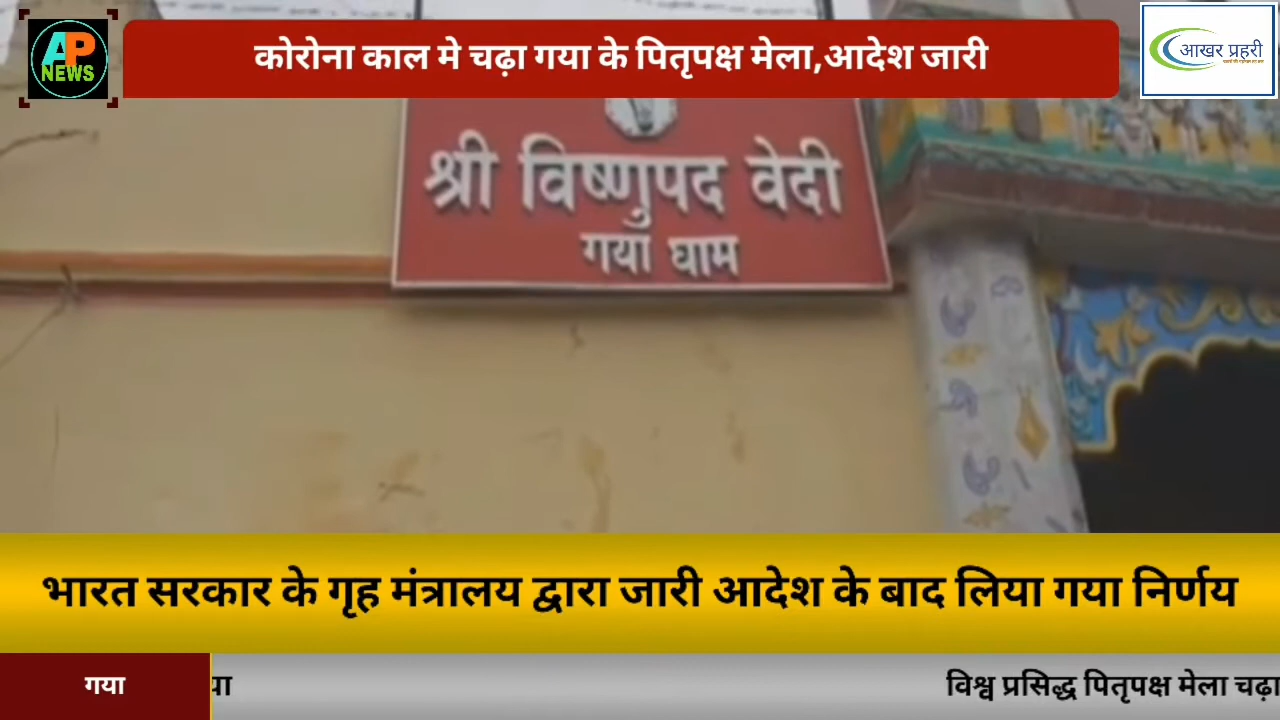 AP
NEWS
कोरोना काल मे चढ़ा गया के पितृपक्ष मेला,आदेश जारी
आखर प्रहरी
श्री विष्णुपद वेदी
गया धाम
भारत सरकार के गृह मंत्रालय द्वारा जारी आदेश के बाद लिया गया निर्णय
गया
विश्व प्रसिद्ध पितृपक्ष मेला चढ़ा